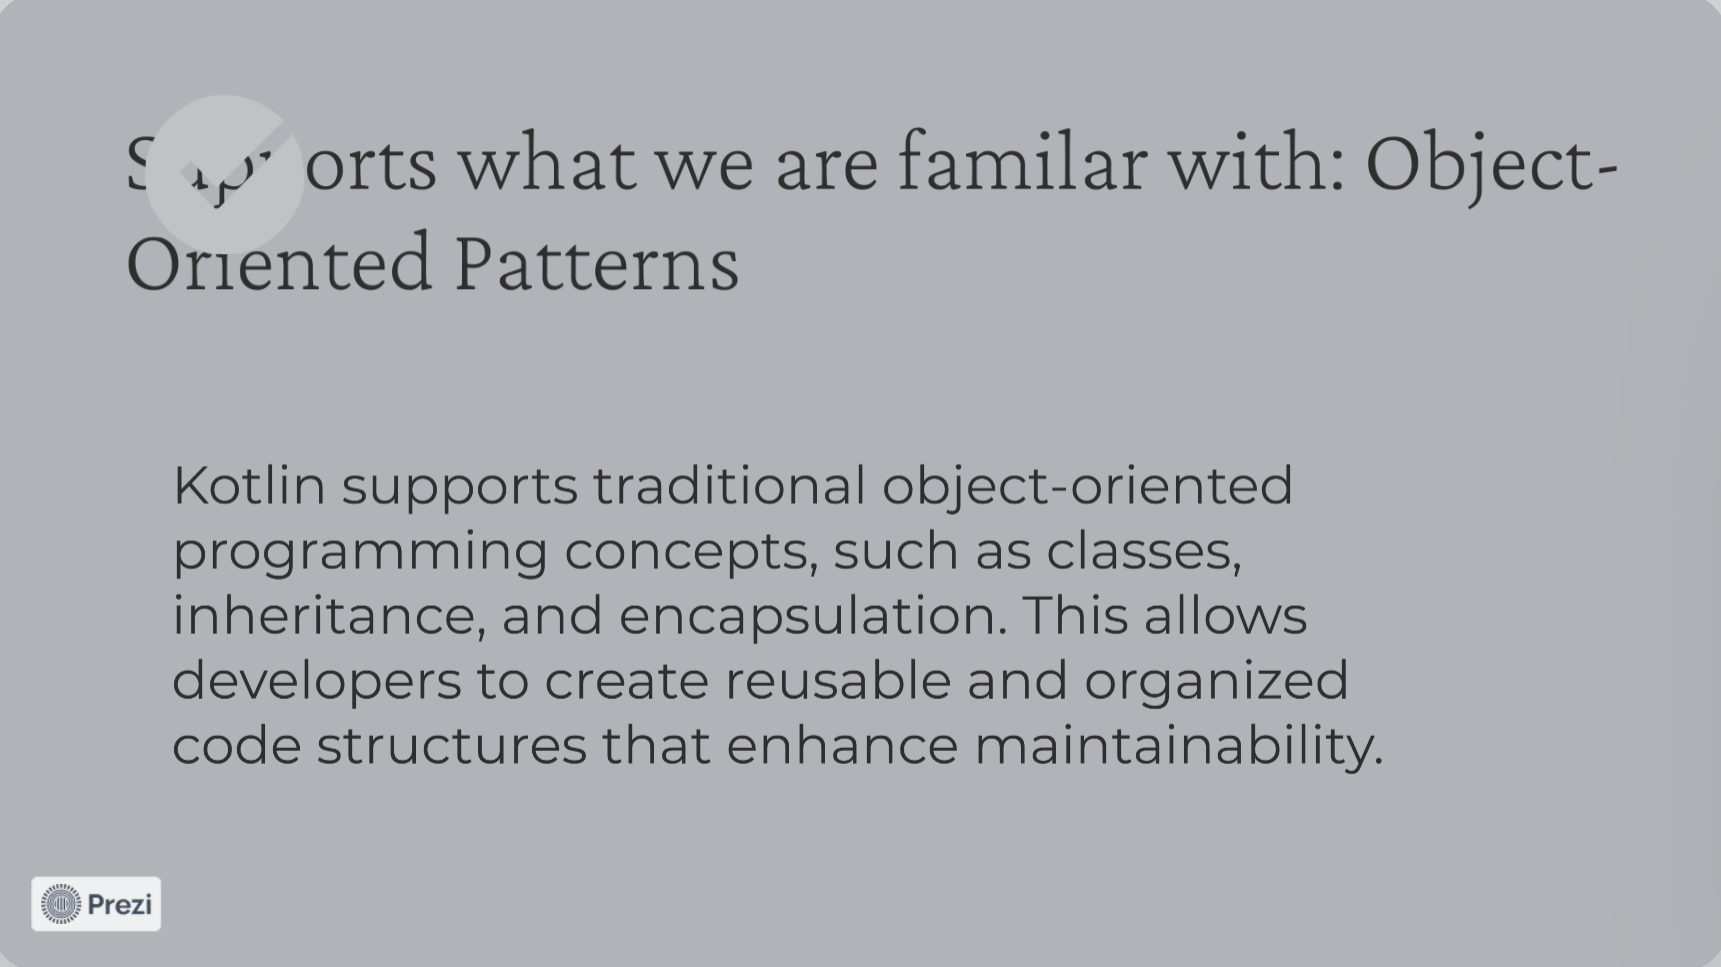 Supports what we are familar with: Object-
Oriented Patterns
Kotlin supports traditional object-oriented
programming concepts, such as classes,
inheritance, and encapsulation. This allows
developers to create reusable and organized
code structures that enhance maintainability.
Prezi